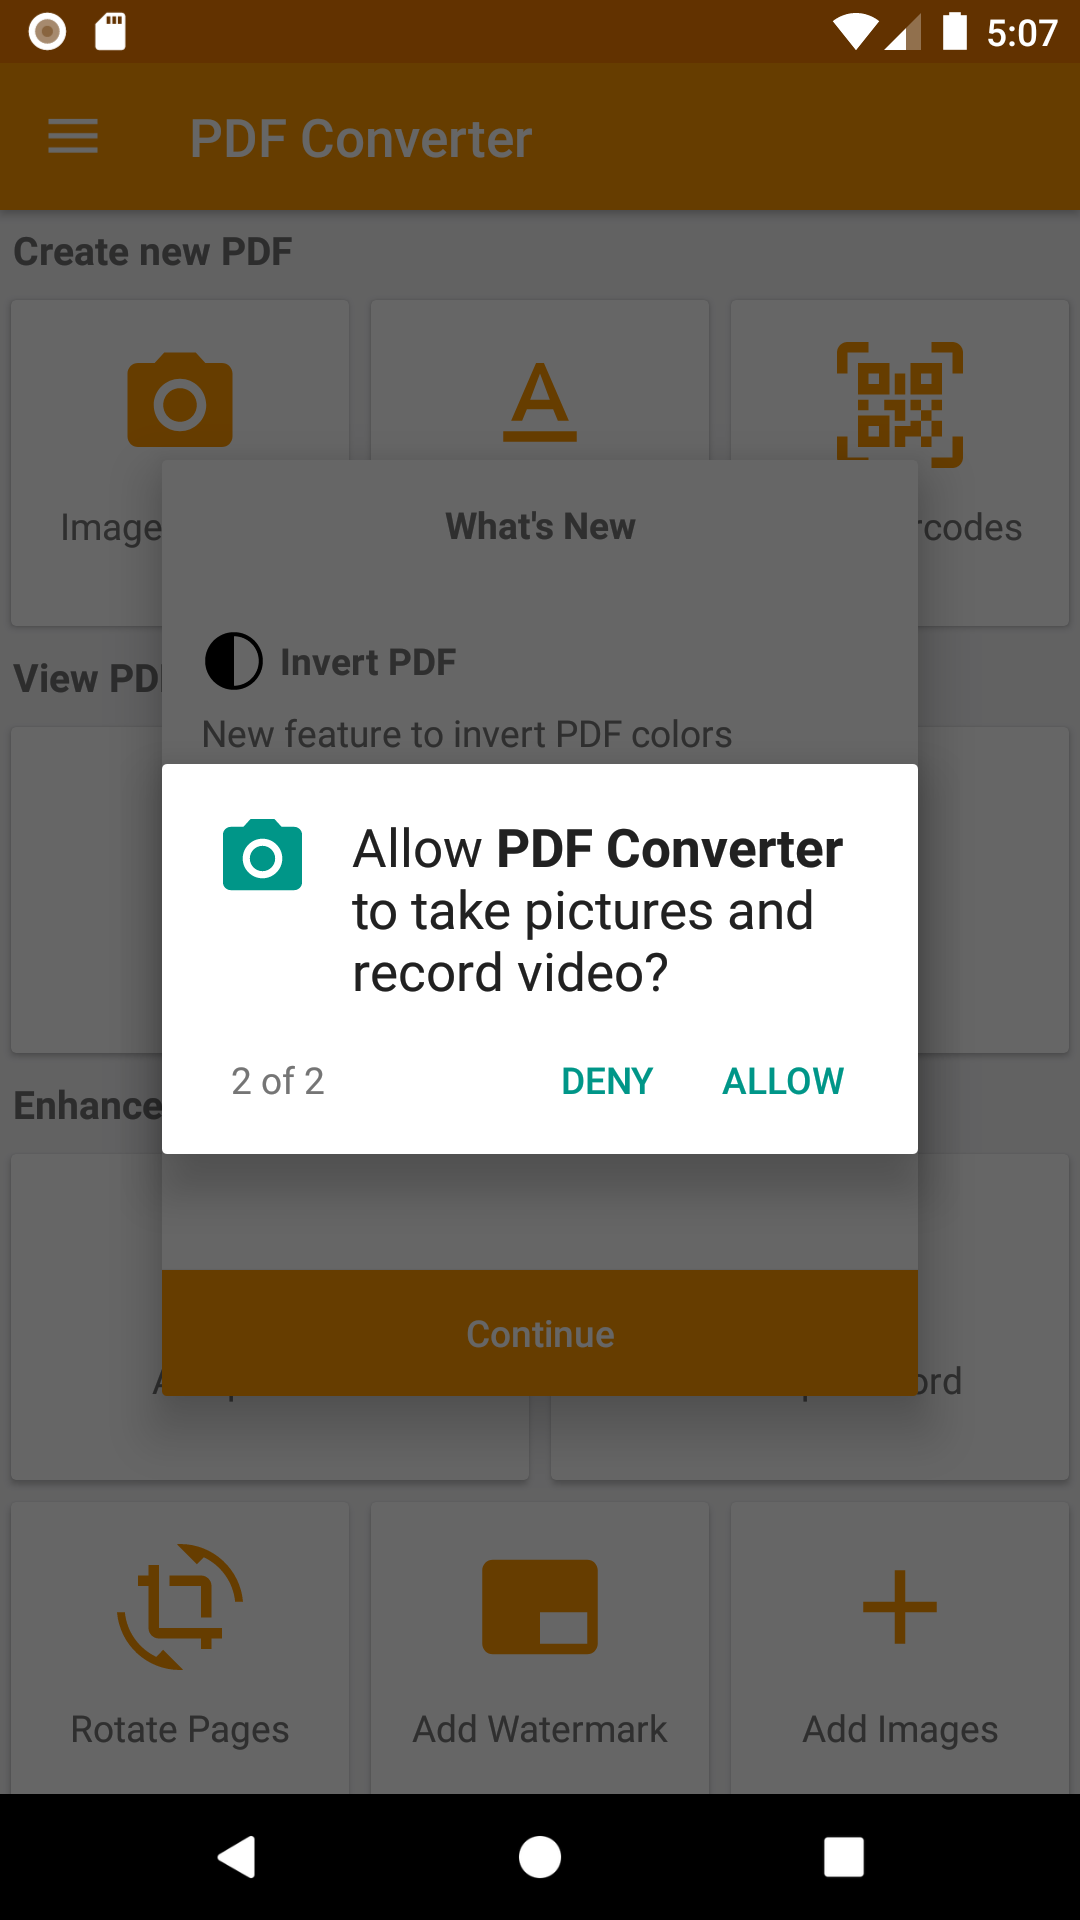 5:07
PDF Converter
Create new PDF
Image
rcodes
What's New
Invert PDF
View PD
New feature to invert PDF colors
Allow PDF Converter
to take pictures and
record video?
2 of 2
DENY
ALLOW
Enhance
Continue
ord
Rotate Pages
Add Watermark
Add Images